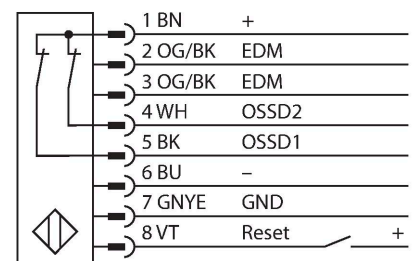 1 BN +
2 OG/BK EDM
3 OG/BK EDM
4 WH OSSD2
5 BK OSSD1
6 BU –
7 GNYE GND
8 VT Reset +